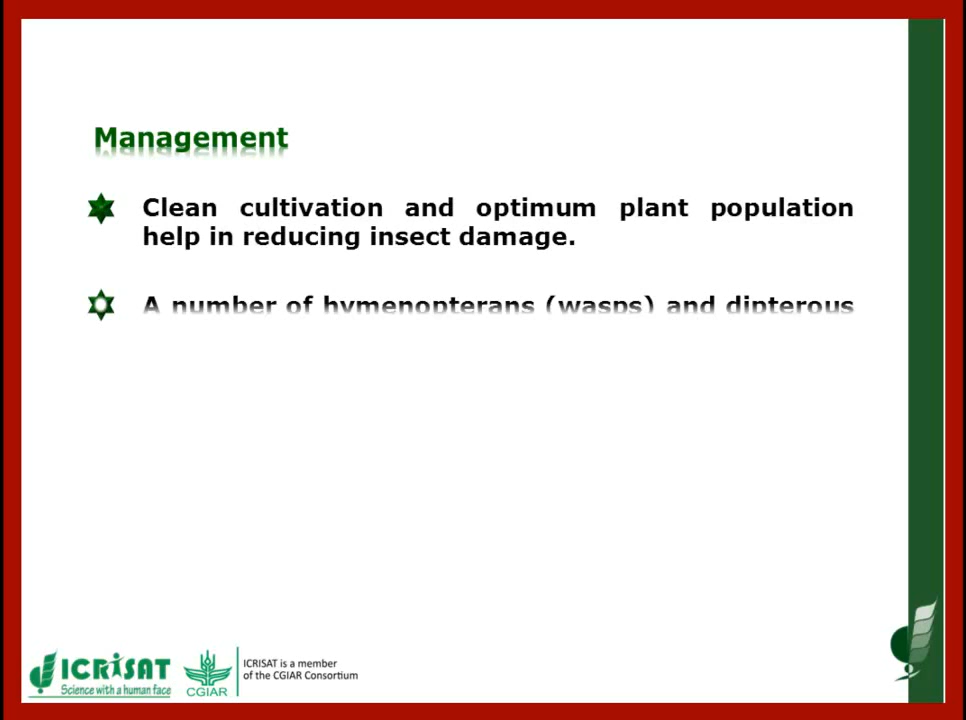 Management
Clean cultivation and optimum plant population
help in reducing insect damage.
A number of hymenopterans (wasps) and dipterous
ICRISAT
Science with a human face
CGIAR
ICRISAT is a member
of the CGIAR Consortium